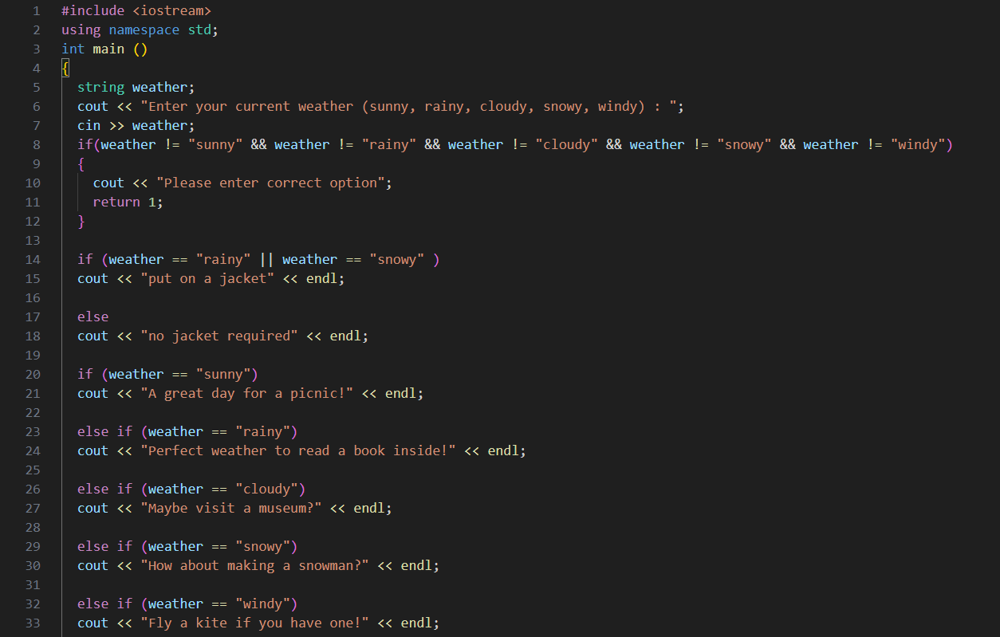 1 #include <iostream>
2 using namespace std;
3 int main ()
4 {
5   string weather;
6   cout << "Enter your current weather (sunny, rainy, cloudy, snowy, windy) : ";
7   cin >> weather;
8   if(weather != "sunny" && weather != "rainy" && weather != "cloudy" && weather != "snowy" && weather != "windy")
9   {
10     cout << "Please enter correct option";
11     return 1;
12   }
13
14   if (weather == "rainy" || weather == "snowy" )
15   cout << "put on a jacket" << endl;
16
17   else
18   cout << "no jacket required" << endl;
19
20   if (weather == "sunny")
21   cout << "A great day for a picnic!" << endl;
22
23   else if (weather == "rainy")
24   cout << "Perfect weather to read a book inside!" << endl;
25
26   else if (weather == "cloudy")
27   cout << "Maybe visit a museum?" << endl;
28
29   else if (weather == "snowy")
30   cout << "How about making a snowman?" << endl;
31
32   else if (weather == "windy")
33   cout << "Fly a kite if you have one!" << endl;